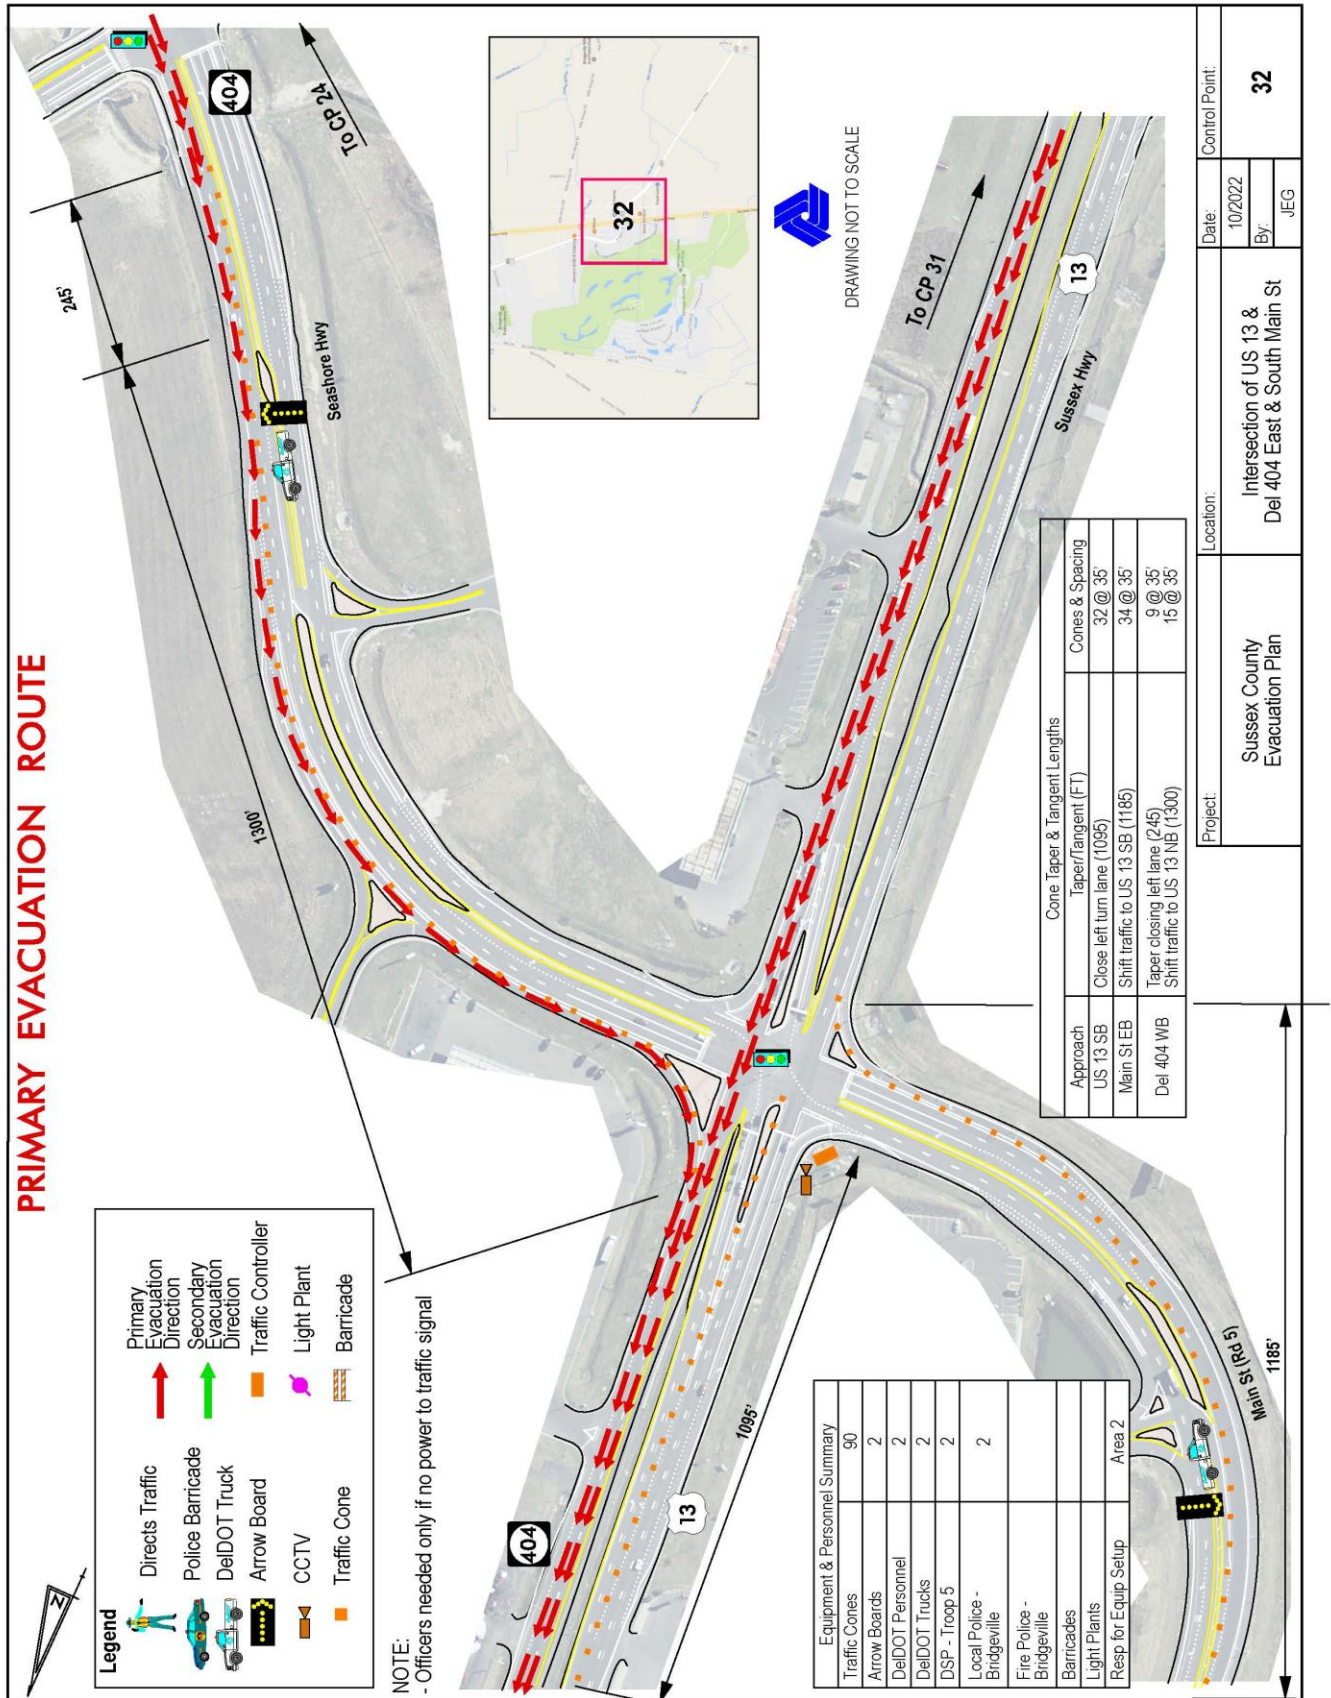 PRIMARY EVACUATION ROUTE
Legend
Directs Traffic
Police Barricade
DelDOT Truck
Arrow Board
CCTV
Traffic Cone
Primary
Evacuation
Direction
Secondary
Evacuation
Direction
Traffic Controller
Light Plant
Barricade
N
NOTE:
- Officers needed only if no power to traffic signal
404
To CP 24
245'
1300'
Seashore Hwy
32
DRAWING NOT TO SCALE
To CP 31
13
Sussex Hwy
404
13
1095'
Main St (Rd 5)
1185'
Equipment & Personnel Summary
Traffic Cones 90
Arrow Boards 2
DelDOT Personnel 2
DelDOT Trucks 2
DSP - Troop 5 2
Local Police -
Bridgeville 2
Fire Police -
Bridgeville
Barricades
Light Plants
Resp for Equip Setup Area 2
Cone Taper & Tangent Lengths
Approach Taper/Tangent (FT) Cones & Spacing
US 13 SB Close left turn lane (1095) 32 @ 35'
Main St EB Shift traffic to US 13 SB (1185) 34 @ 35'
Del 404 WB Taper closing left lane (245) 9 @ 35'
Shift traffic to US 13 NB (1300) 15 @ 35'
Project:
Sussex County
Evacuation Plan
Location:
Intersection of US 13 &
Del 404 East & South Main St
Date:
10/2022
By:
JEG
Control Point:
32